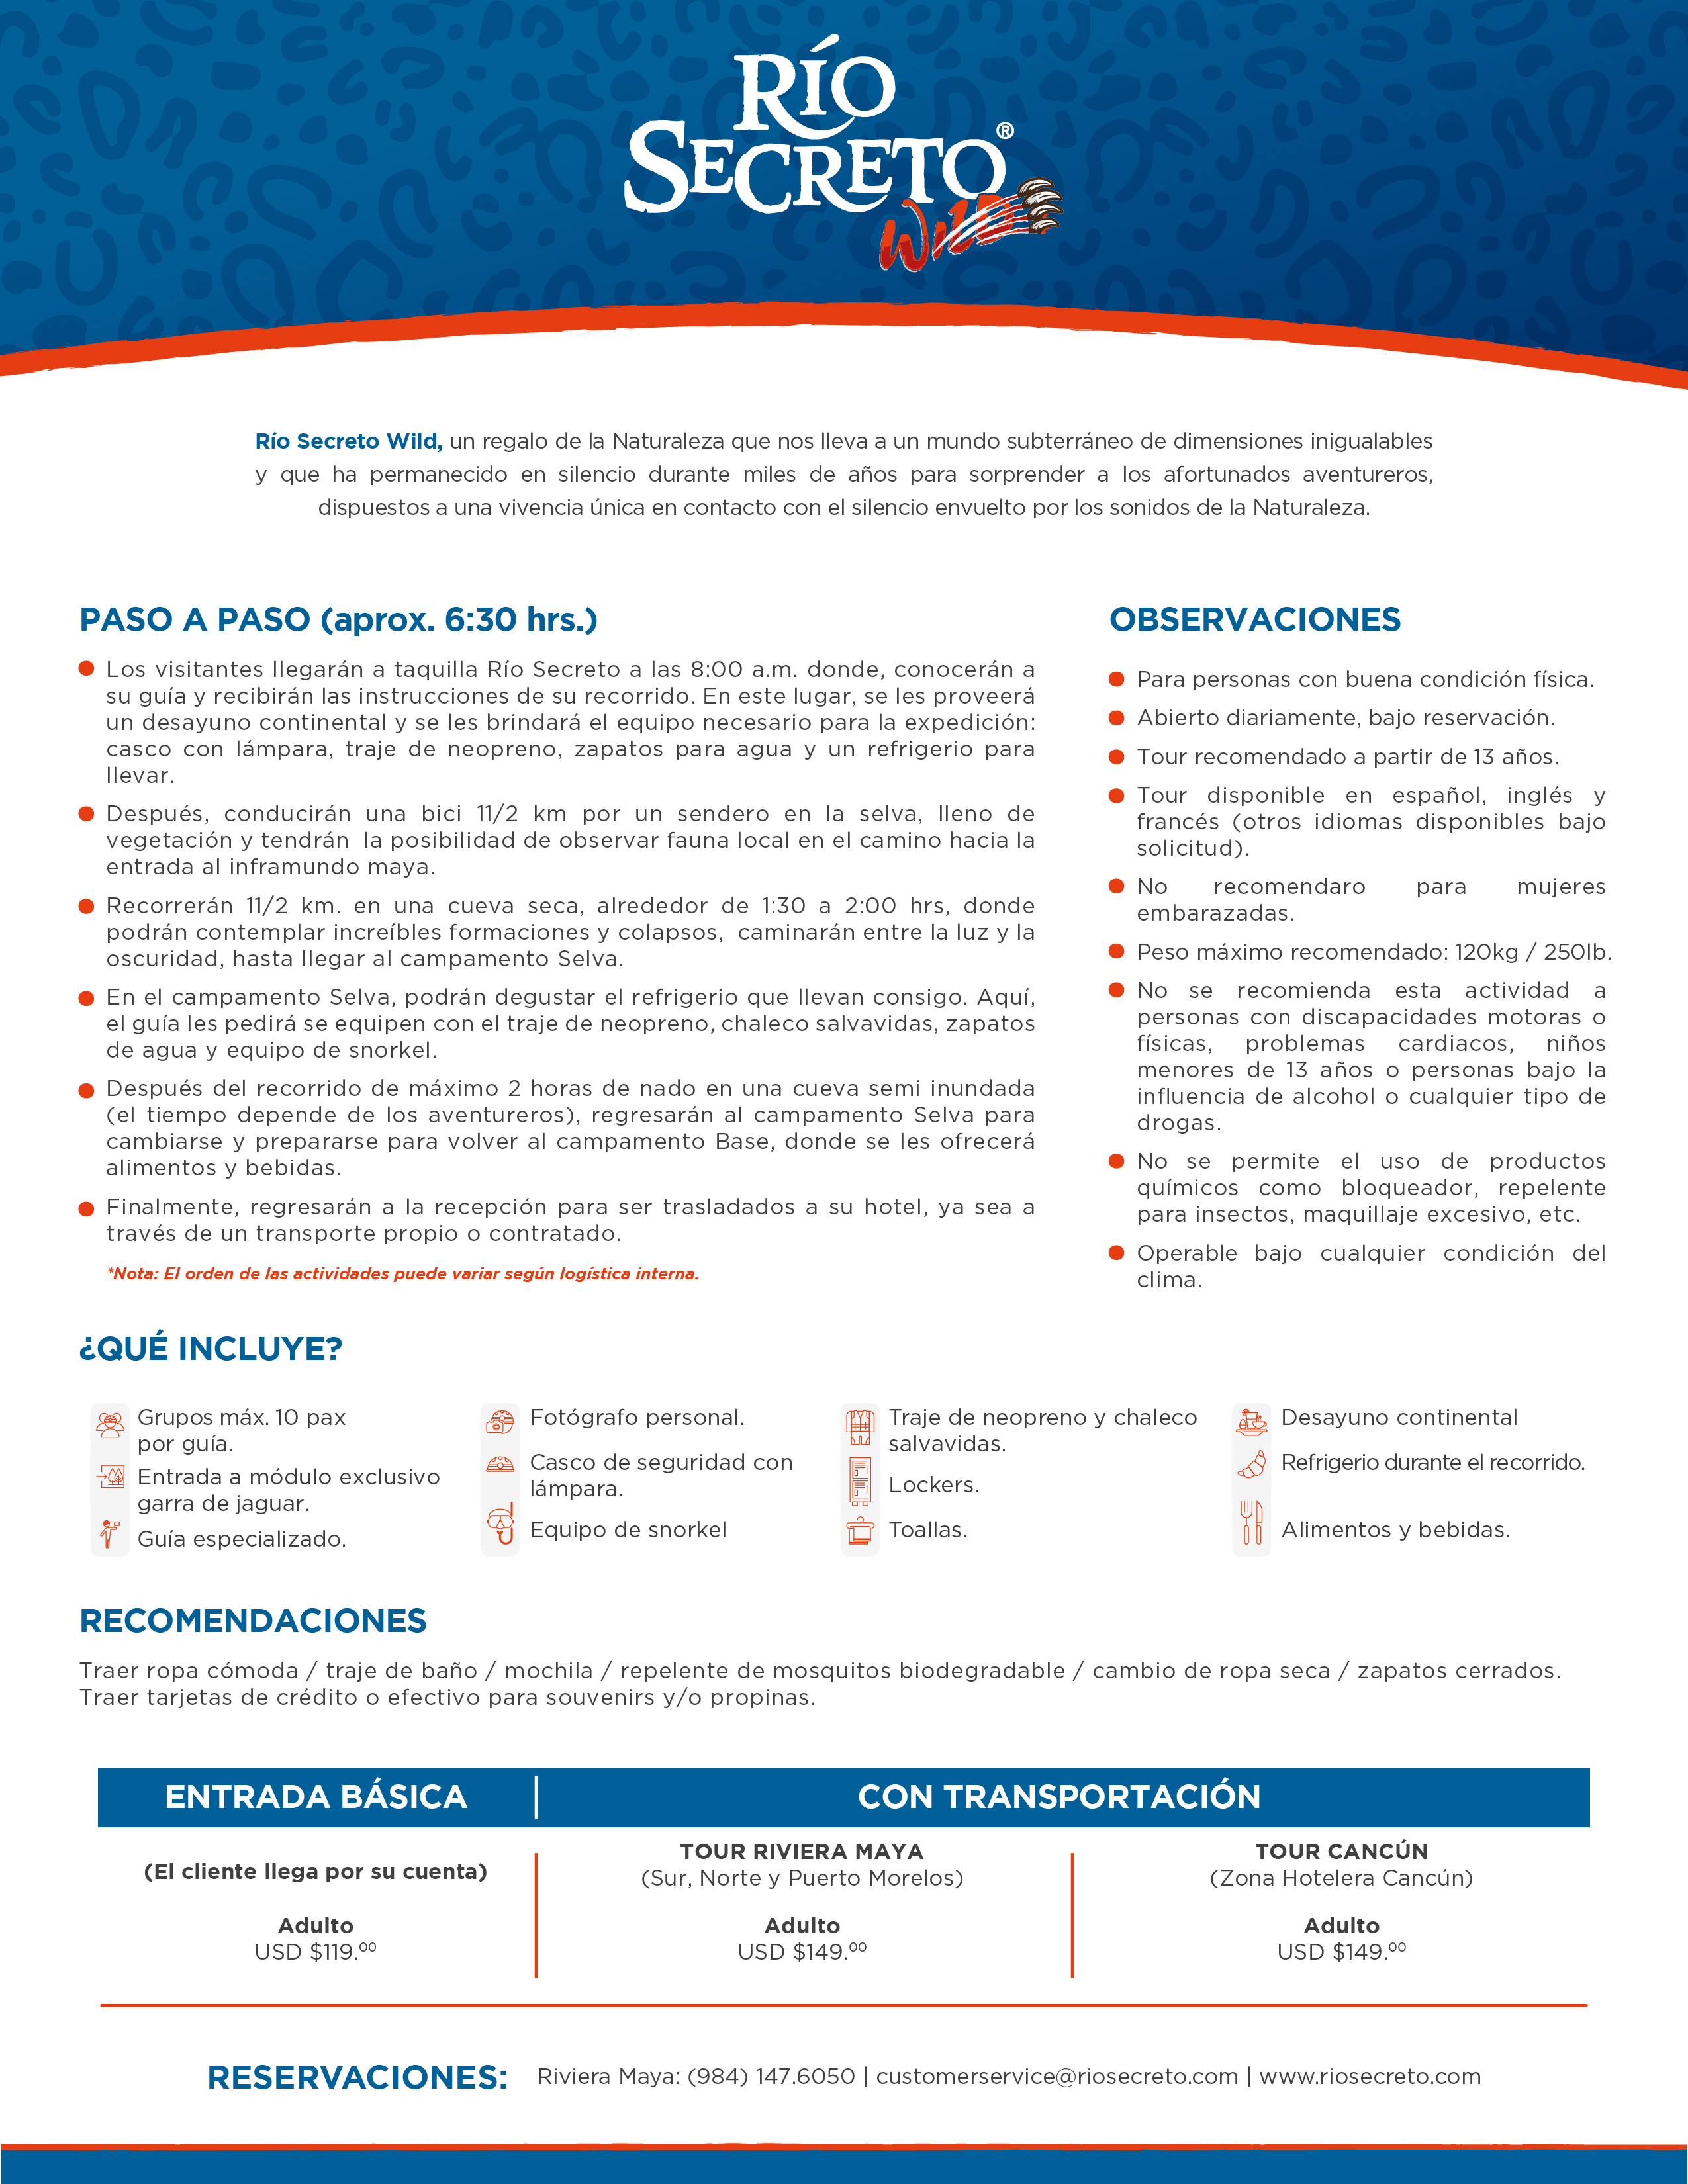 RÍO
SECRETO®
Wild
Río Secreto Wild, un regalo de la Naturaleza que nos lleva a un mundo subterráneo de dimensiones inigualables
y que ha permanecido en silencio durante miles de años para sorprender a los afortunados aventureros,
dispuestos a una vivencia única en contacto con el silencio envuelto por los sonidos de la Naturaleza.
PASO A PASO (aprox. 6:30 hrs.)
Los visitantes llegarán a taquilla Río Secreto a las 8:00 a.m. donde, conocerán a
su guía y recibirán las instrucciones de su recorrido. En este lugar, se les proveerá
un desayuno continental y se les brindará el equipo necesario para la expedición:
casco con lámpara, traje de neopreno, zapatos para agua y un refrigerio para
llevar.
Después, conducirán una bici 11/2 km por un sendero en la selva, lleno de
vegetación y tendrán la posibilidad de observar fauna local en el camino hacia la
entrada al inframundo maya.
Recorrerán 11/2 km. en una cueva seca, alrededor de 1:30 a 2:00 hrs, donde
podrán contemplar increíbles formaciones y colapsos, caminarán entre la luz y la
oscuridad, hasta llegar al campamento Selva.
En el campamento Selva, podrán degustar el refrigerio que llevan consigo. Aquí,
el guía les pedirá se equipen con el traje de neopreno, chaleco salvavidas, zapatos
de agua y equipo de snorkel.
Después del recorrido de máximo 2 horas de nado en una cueva semi inundada
(el tiempo depende de los aventureros), regresarán al campamento Selva para
cambiarse y prepararse para volver al campamento Base, donde se les ofrecerá
alimentos y bebidas.
Finalmente, regresarán a la recepción para ser trasladados a su hotel, ya sea a
través de un transporte propio o contratado.
*Nota: El orden de las actividades puede variar según logística interna.
OBSERVACIONES
Para personas con buena condición física.
Abierto diariamente, bajo reservación.
Tour recomendado a partir de 13 años.
Tour disponible en español, inglés y
francés (otros idiomas disponibles bajo
solicitud).
No recomendaro para mujeres
embarazadas.
Peso máximo recomendado: 120kg / 250lb.
No se recomienda esta actividad a
personas con discapacidades motoras o
físicas, problemas cardiacos, niños
menores de 13 años o personas bajo la
influencia de alcohol o cualquier tipo de
drogas.
No se permite el uso de productos
químicos como bloqueador, repelente
para insectos, maquillaje excesivo, etc.
Operable bajo cualquier condición del
clima.
¿QUÉ INCLUYE?
Grupos máx. 10 pax
por guía.
Entrada a módulo exclusivo
garra de jaguar.
Guía especializado.
Fotógrafo personal.
Casco de seguridad con
lámpara.
Equipo de snorkel
Traje de neopreno y chaleco
salvavidas.
Lockers.
Toallas.
Desayuno continental
Refrigerio durante el recorrido.
Alimentos y bebidas.
RECOMENDACIONES
Traer ropa cómoda / traje de baño / mochila / repelente de mosquitos biodegradable / cambio de ropa seca / zapatos cerrados.
Traer tarjetas de crédito o efectivo para souvenirs y/o propinas.
ENTRADA BÁSICA
CON TRANSPORTACIÓN
(El cliente llega por su cuenta)
Adulto
USD $119.00
TOUR RIVIERA MAYA
(Sur, Norte y Puerto Morelos)
Adulto
USD $149.00
TOUR CANCÚN
(Zona Hotelera Cancún)
Adulto
USD $149.00
RESERVACIONES: Riviera Maya: (984) 147.6050 | customerservice@riosecreto.com | www.riosecreto.com